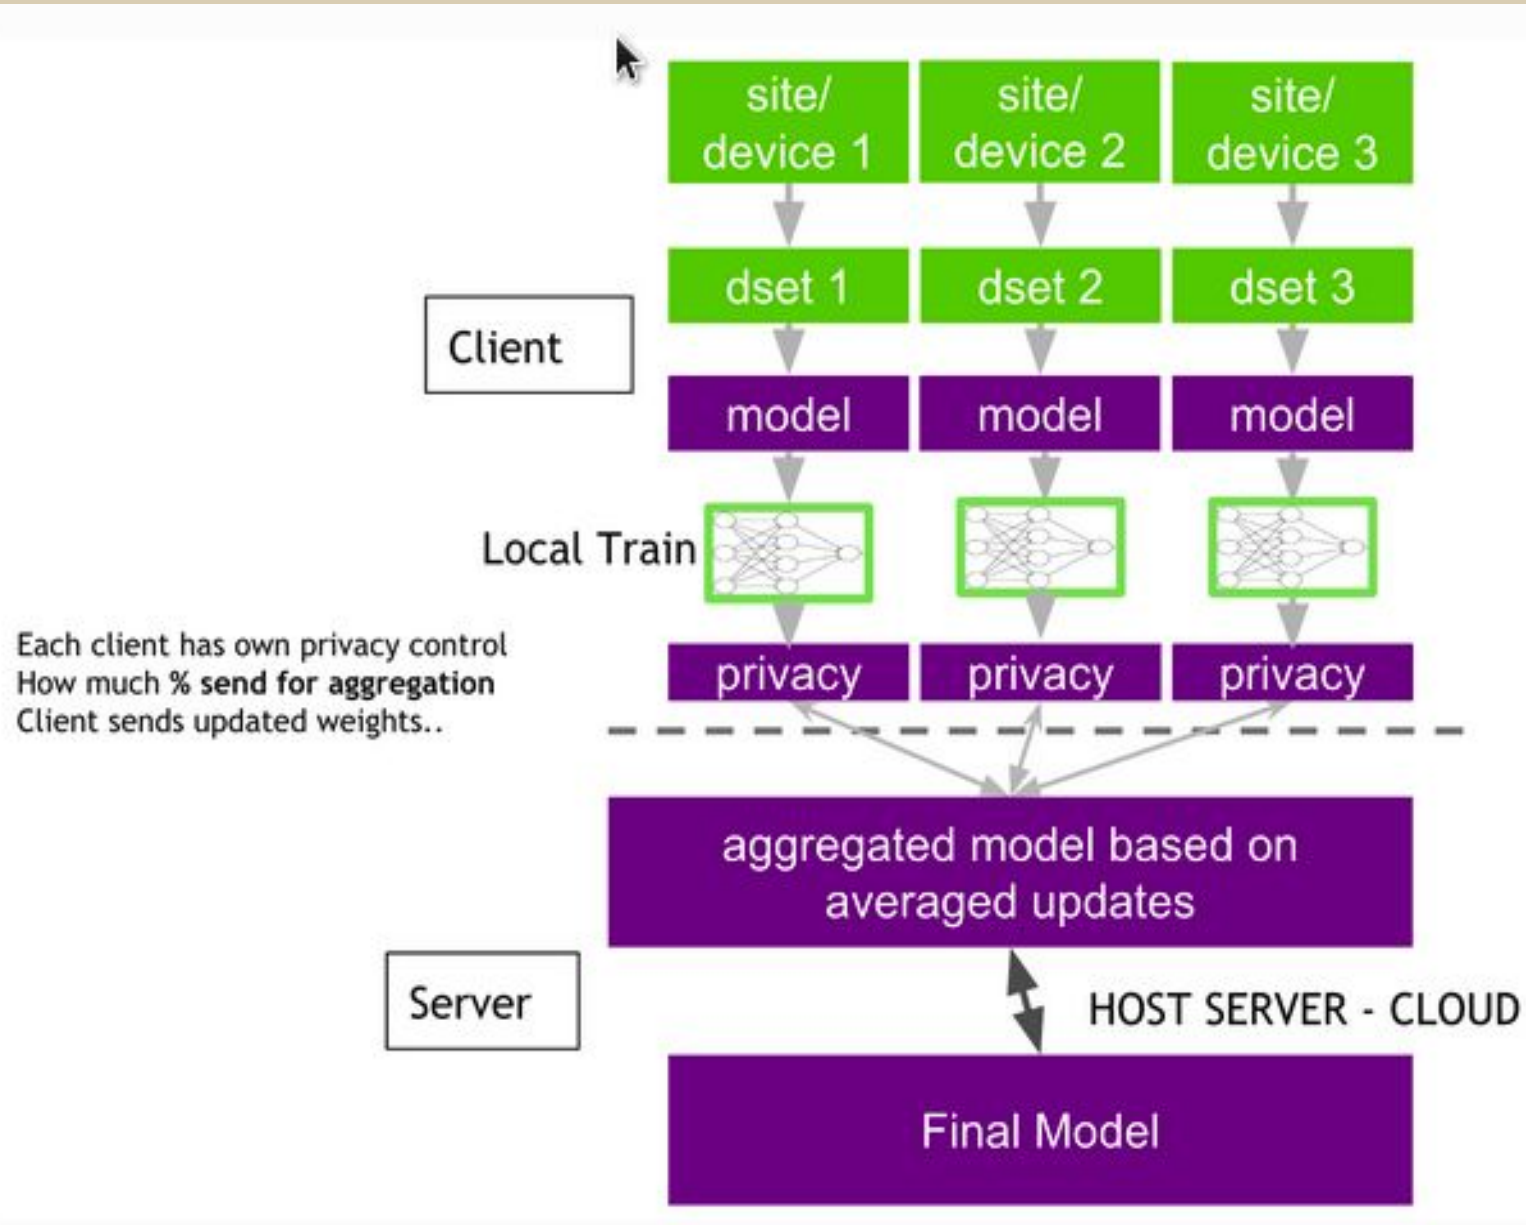 site/
device 1
site/
device 2
site/
device 3
dset 1
dset 2
dset 3
Client
model
model
model
Local Train
Each client has own privacy control
How much % send for aggregation
Client sends updated weights..
privacy
privacy
privacy
aggregated model based on
averaged updates
Server
HOST SERVER - CLOUD
Final Model